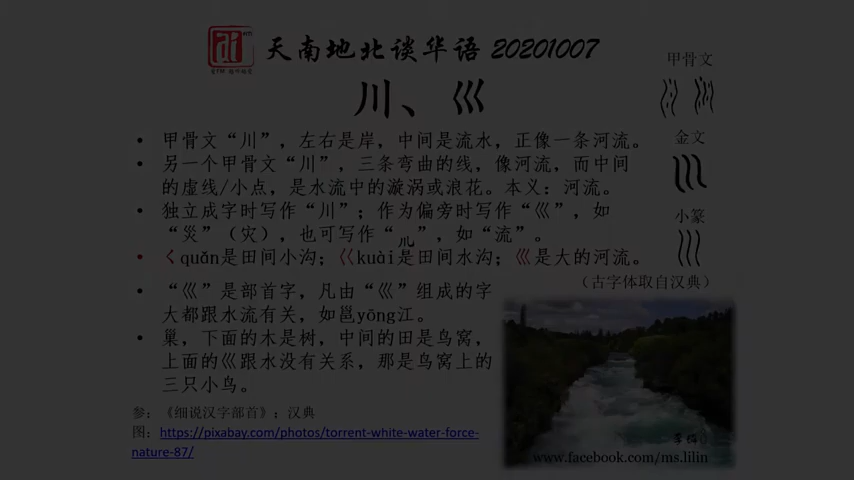 天南地北谈华语 20201007
川、巛
甲骨文
• 甲骨文“川”，左右是岸，中间是流水，正像一条河流。
• 另一个甲骨文“川”，三条弯曲的线，像河流，而中间
的虚线/小点，是水流中的漩涡或浪花。本义：河流。
金文
• 独立成字时写作“川”；作为偏旁时写作“巛”，如
“災”（灾），也可写作“㐬”，如“流”。
小篆
• く quǎn是田间小沟；巜kuài是田间水沟；巛是大的河流。
（古字体取自汉典）
• “巛”是部首字，凡由“巛”组成的字
大都跟水流有关，如邕yōng江。
• 巢，下面的木是树，中间的田是鸟窝，
上面的巛跟水没有关系，那是鸟窝上的
三只小鸟。
参：《细说汉字部首》；汉典
图：https://pixabay.com/photos/torrent-white-water-force-
nature-87/
www.facebook.com/ms.lilin